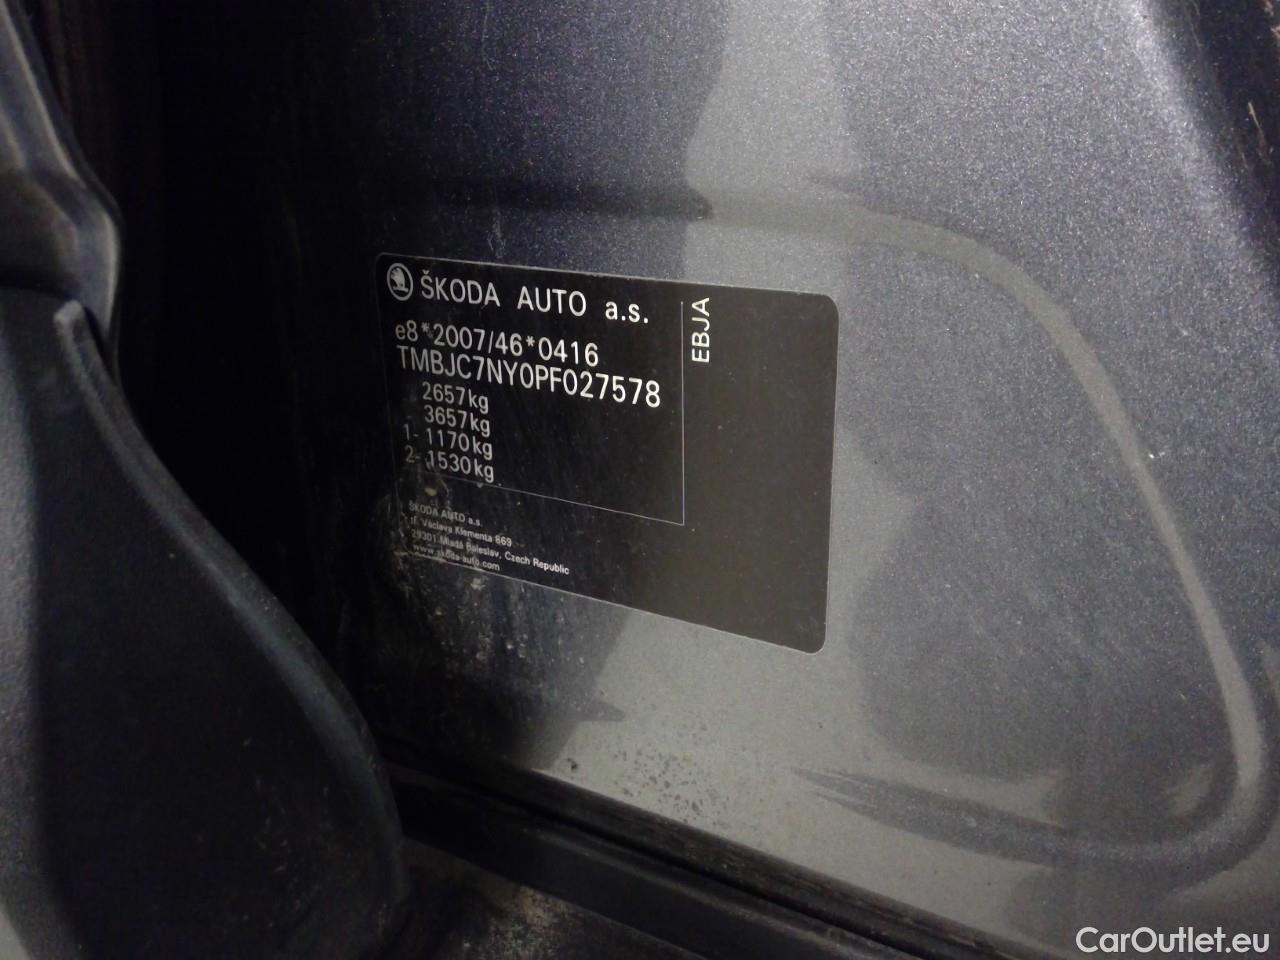 ŠKODA AUTO a.s.
EBJA
e8*2007/46*0416
TMBJC7NY0PF027578
2657kg
3657kg
1- 1170kg
2- 1530kg
ŠKODA AUTO a.s.
tř. Václava Klementa 869
29301 Mladá Boleslav, Czech Republic
www.skoda-auto.com
CarOutlet.eu